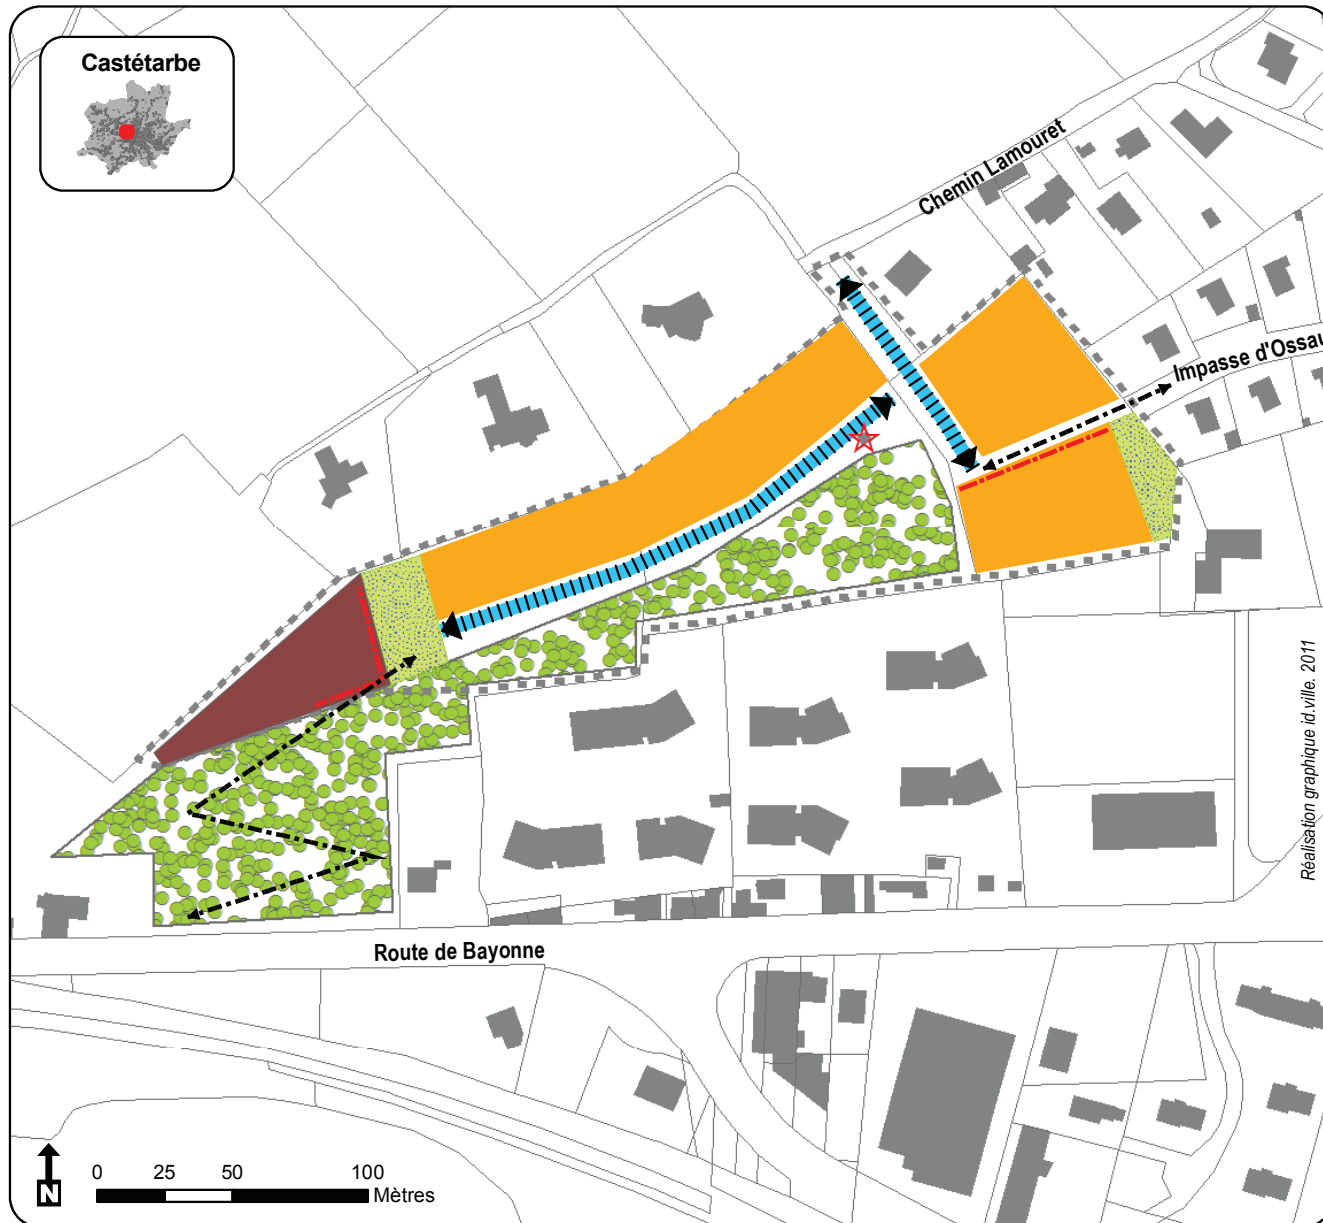 Castétarbe
Chemin Lamouret
Impasse d'Ossau
Réalisation graphique id.ville. 2011
Route de Bayonne
N
0 25 50 100
Mètres